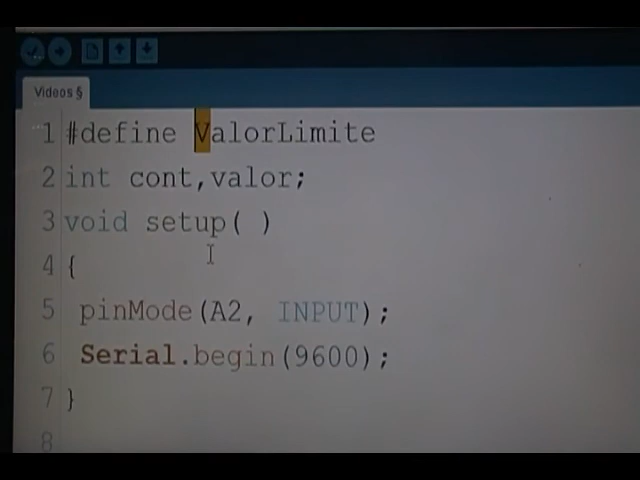 Videos §
1 #define ValorLimite
2 int cont,valor;
3 void setup( )
4 {
5 pinMode(A2, INPUT);
6 Serial.begin(9600);
7 }
8